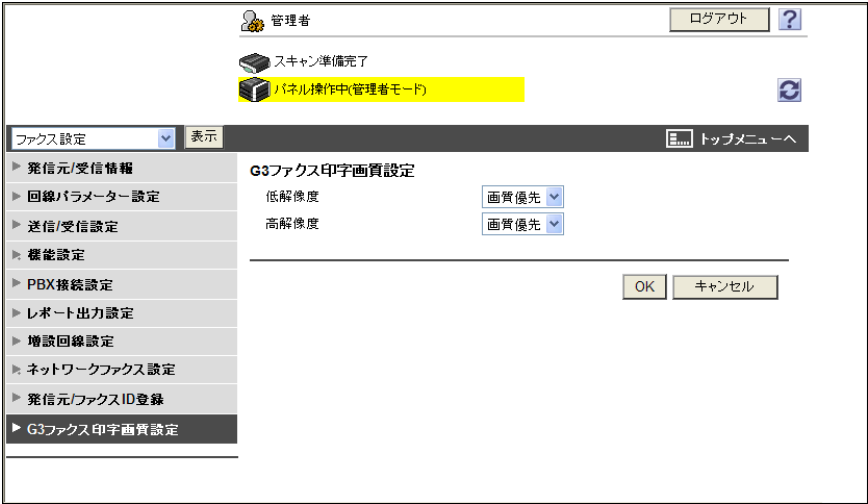 管理者
ログアウト
?
スキャン準備完了
パネル操作中(管理者モード)
ファクス設定
表示
トップメニューへ
発信元/受信情報
回線パラメーター設定
送信/受信設定
機能設定
PBX接続設定
レポート出力設定
増設回線設定
ネットワークファクス設定
発信元/ファクスID登録
G3ファクス印字画質設定
G3ファクス印字画質設定
低解像度 画質優先
高解像度 画質優先
OK キャンセル